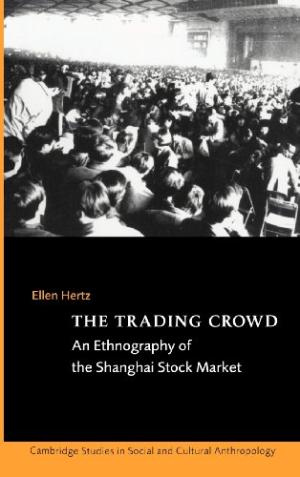 Ellen Hertz
THE TRADING CROWD
An Ethnography of
the Shanghai Stock Market
Cambridge Studies in Social and Cultural Anthropology